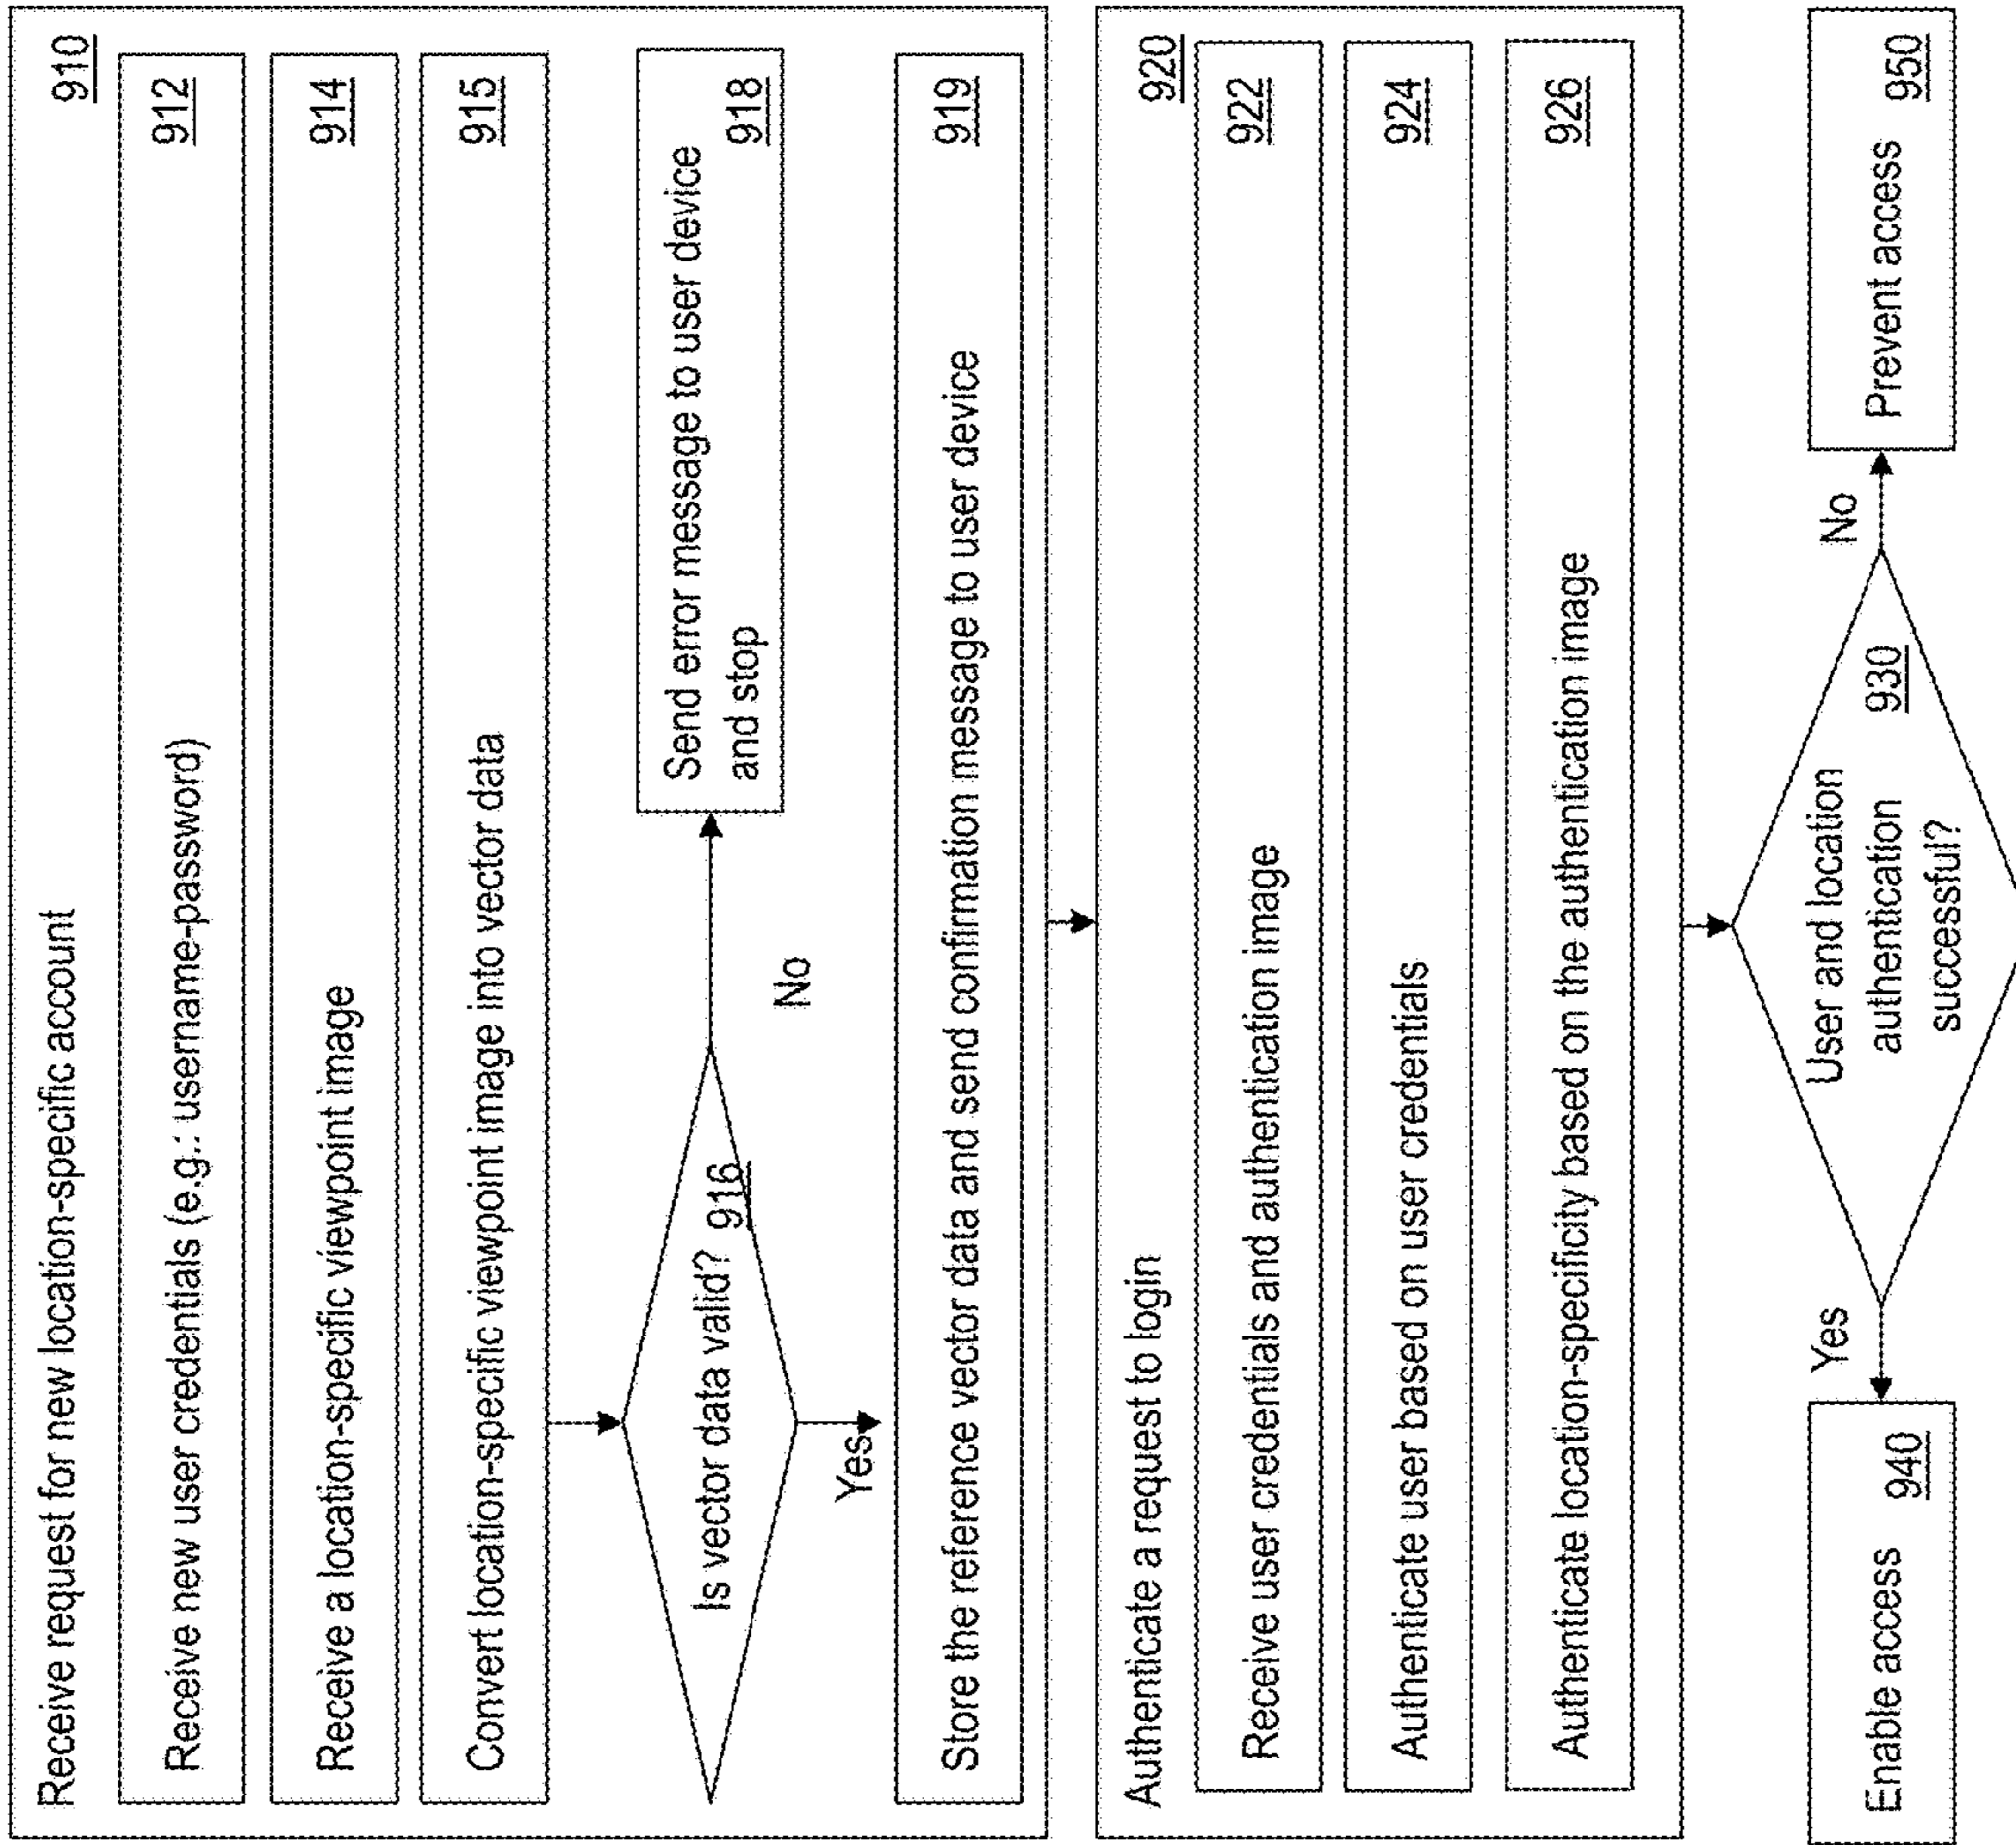 Receive request for new location-specific account 910
Receive new user credentials (e.g.: username-password) 912
Receive a location-specific viewpoint image 914
Convert location-specific viewpoint image into vector data 915
Is vector data valid? 916
No
Send error message to user device
and stop 918
Yes
Store the reference vector data and send confirmation message to user device 919
Authenticate a request to login 920
Receive user credentials and authentication image 922
Authenticate user based on user credentials 924
Authenticate location-specificity based on the authentication image 926
User and location
authentication 930
successful?
Yes
No
Enable access 940
Prevent access 950